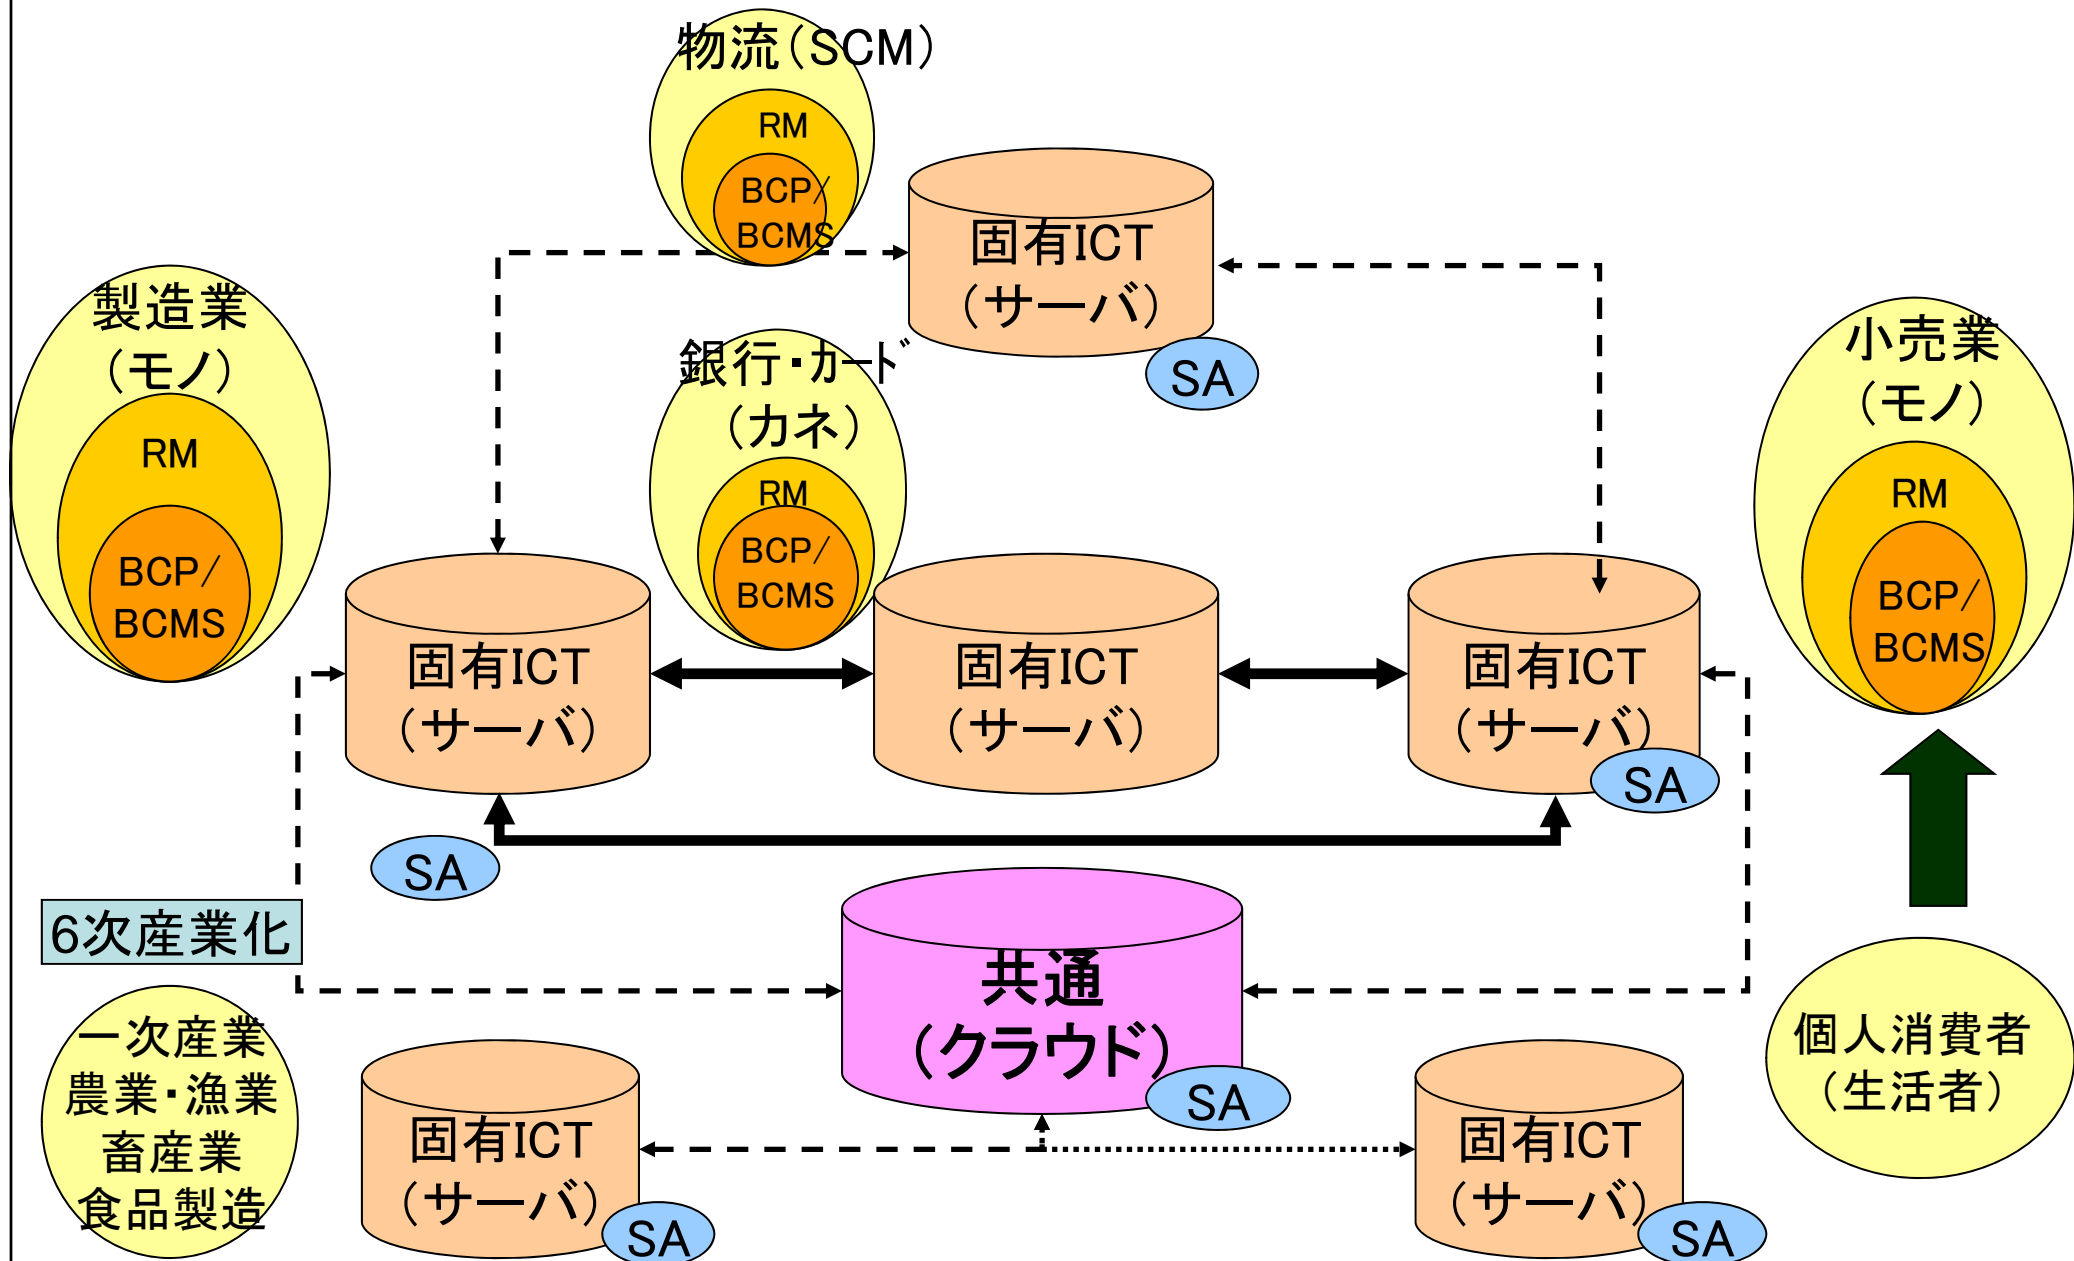 物流(SCM)
RM
BCP/
BCMS
固有ICT
(サーバ)
SA
製造業
(モノ)
RM
BCP/
BCMS
銀行・ｶｰﾄﾞ
(カネ)
RM
BCP/
BCMS
小売業
(モノ)
RM
BCP/
BCMS
固有ICT
(サーバ)
SA
固有ICT
(サーバ)
固有ICT
(サーバ)
SA
6次産業化
共通
(クラウド)
SA
一次産業
農業・漁業
畜産業
食品製造
固有ICT
(サーバ)
SA
固有ICT
(サーバ)
SA
個人消費者
(生活者)